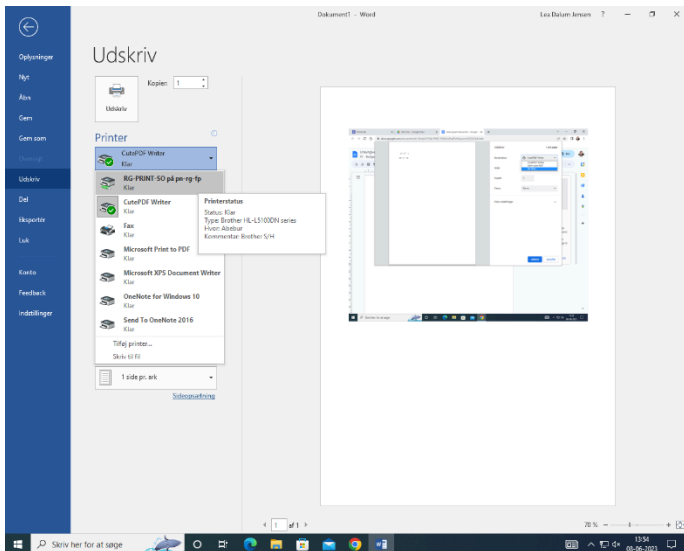 Dokument1 - Word
Lea Dalum Jensen
?
Oplysninger
Nyt
Åbn
Gem
Gem som
Udskriv
Del
Eksportér
Luk
Konto
Feedback
Indstillinger
Udskriv
Kopier: 1
Udskriv
Printer
CutePDF Writer
Klar
RG-PRINT-SO på pn-rg-fp
Klar
CutePDF Writer
Klar
Fax
Klar
Microsoft Print to PDF
Klar
Microsoft XPS Document Writer
Klar
OneNote for Windows 10
Klar
Send To OneNote 2016
Klar
Tilføj printer...
Skriv til fil
Printerstatus
Status: Klar
Type: Brother HL-L5100DN series
Hvor: Abebur
Kommentar: Brother S/H
1 side pr. ark
Sideopsætning
1 af 1
70 %
Skriv her for at søge
13:54
08-06-2023